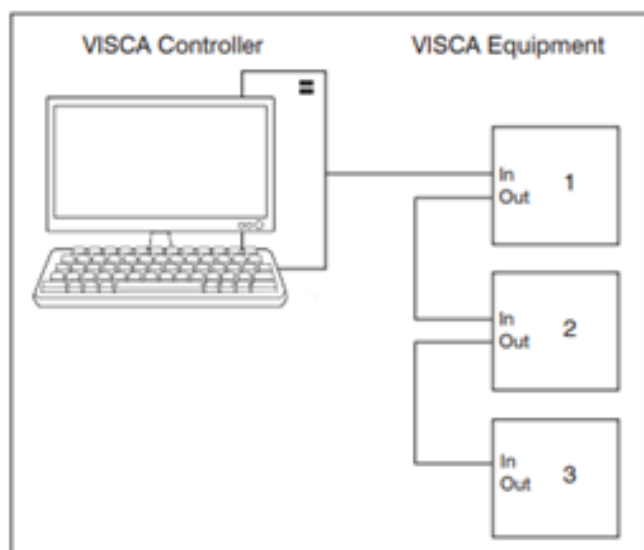 VISCA Controller
VISCA Equipment
In
Out
1
In
Out
2
In
Out
3